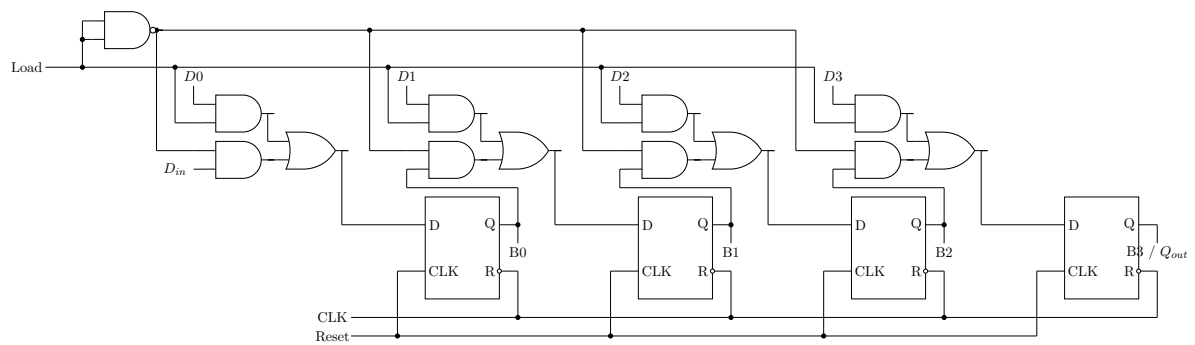 Load
D0
D1
D2
D3
D_in
D
Q
CLK
R
B0
D
Q
CLK
R
B1
D
Q
CLK
R
B2
D
Q
CLK
R
B3 / Q_out
CLK
Reset